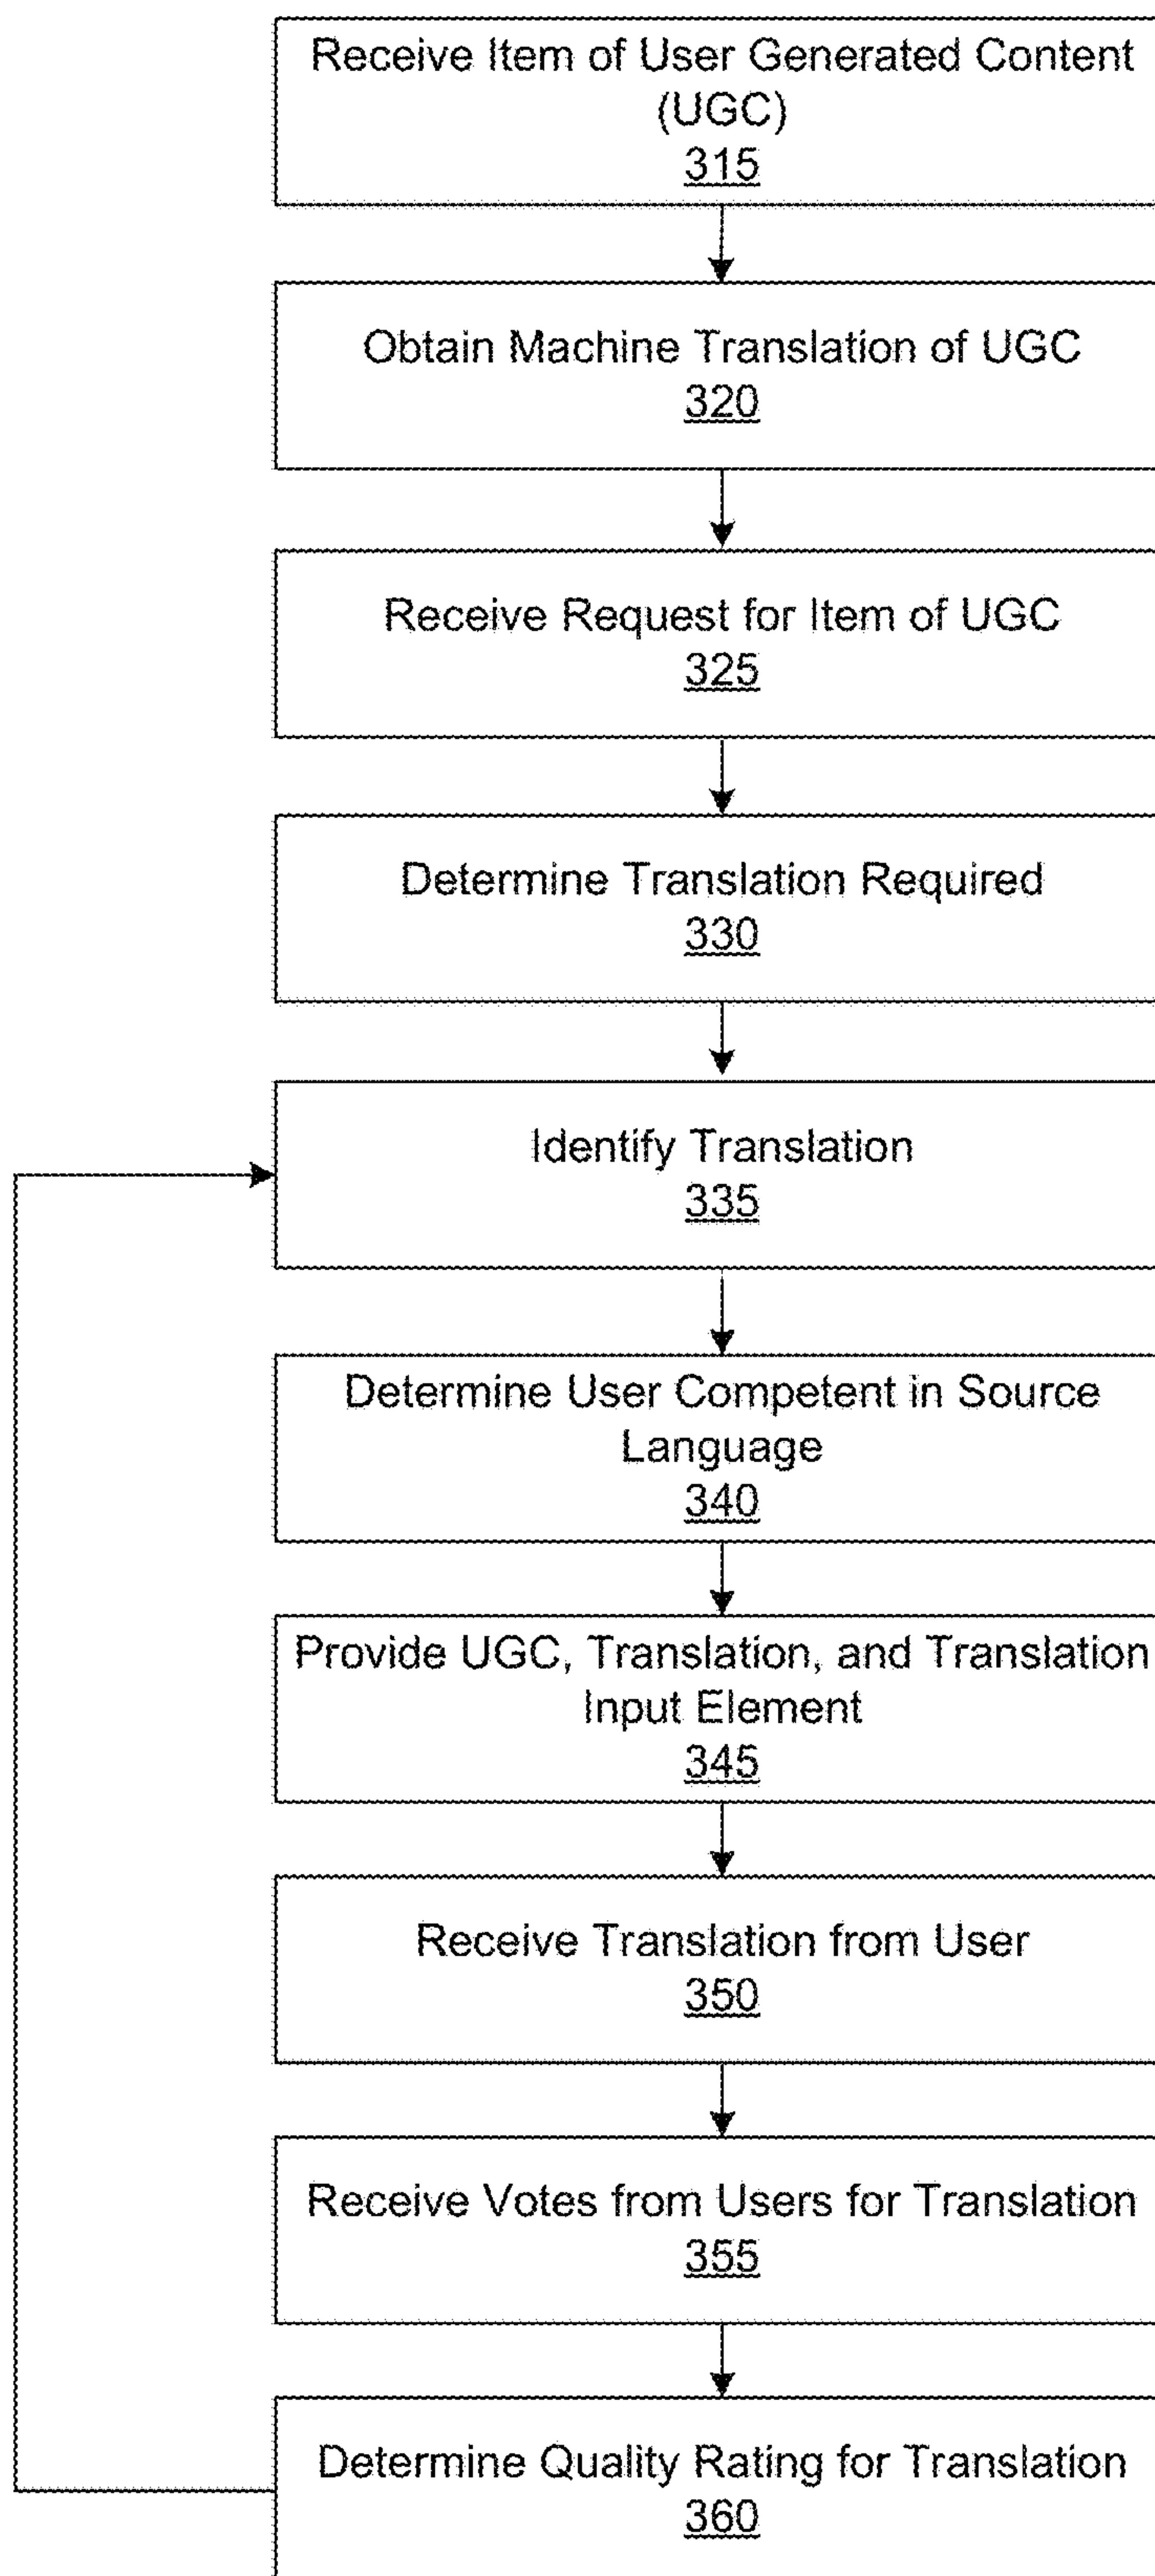 Receive Item of User Generated Content
(UGC)
315
Obtain Machine Translation of UGC
320
Receive Request for Item of UGC
325
Determine Translation Required
330
Identify Translation
335
Determine User Competent in Source
Language
340
Provide UGC, Translation, and Translation
Input Element
345
Receive Translation from User
350
Receive Votes from Users for Translation
355
Determine Quality Rating for Translation
360